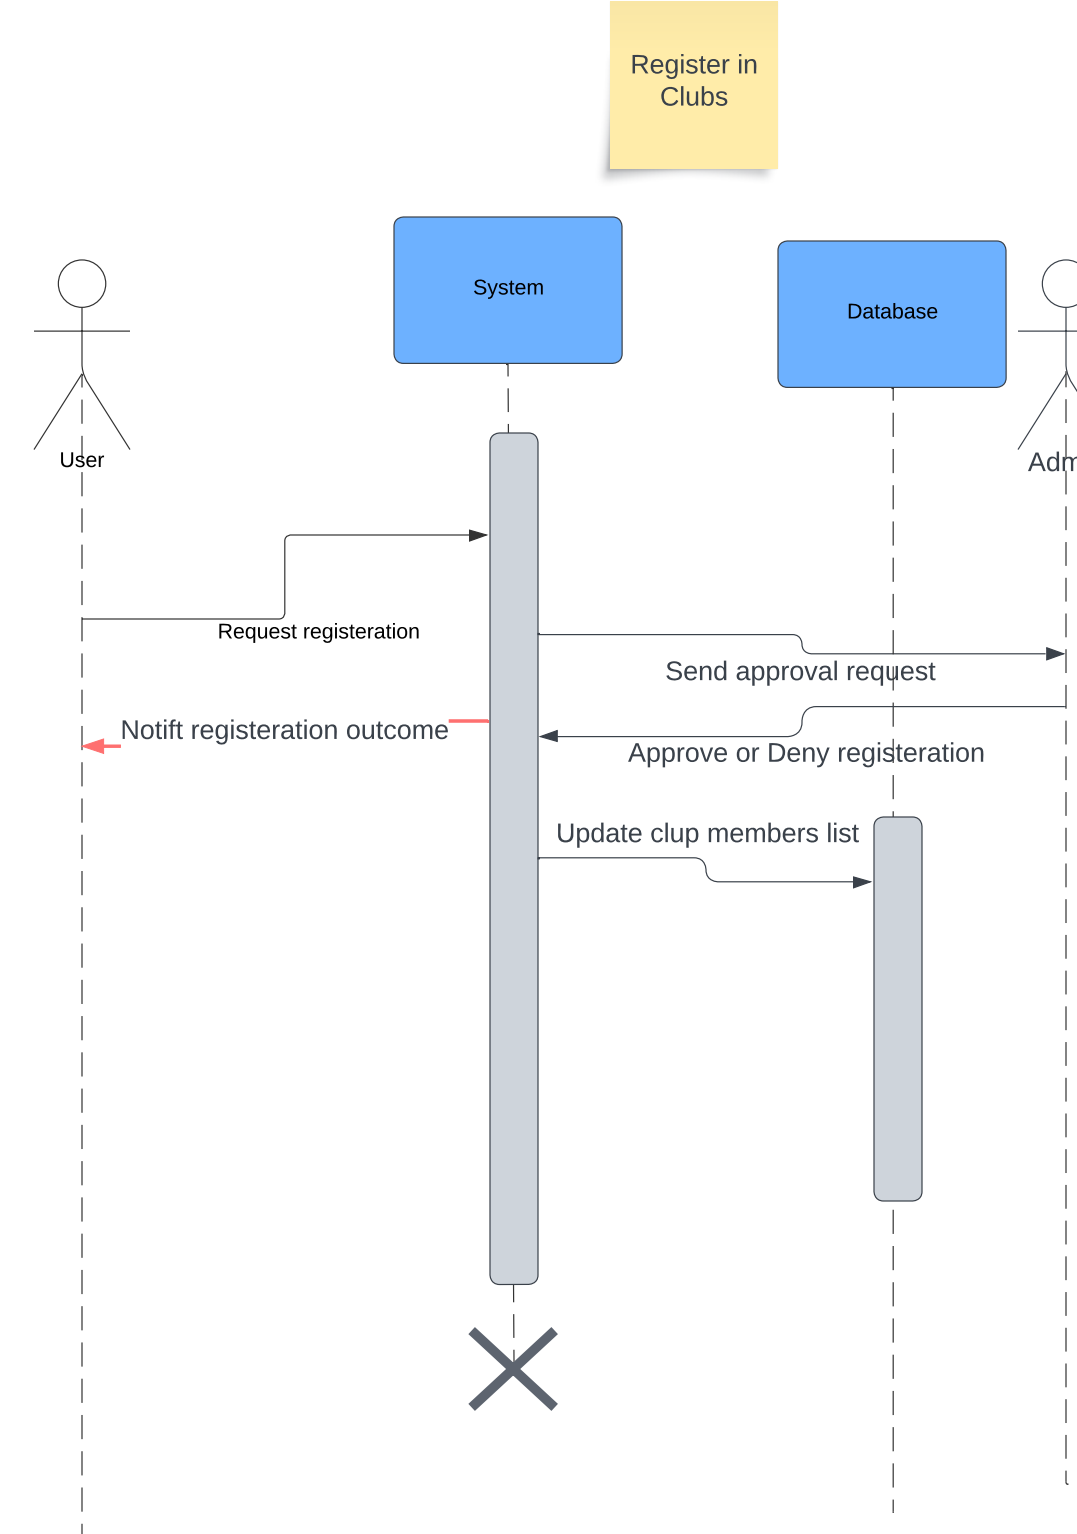 Register in
Clubs
System
Database
User
Adm
Request registeration
Send approval request
Notift registeration outcome
Approve or Deny registeration
Update clup members list